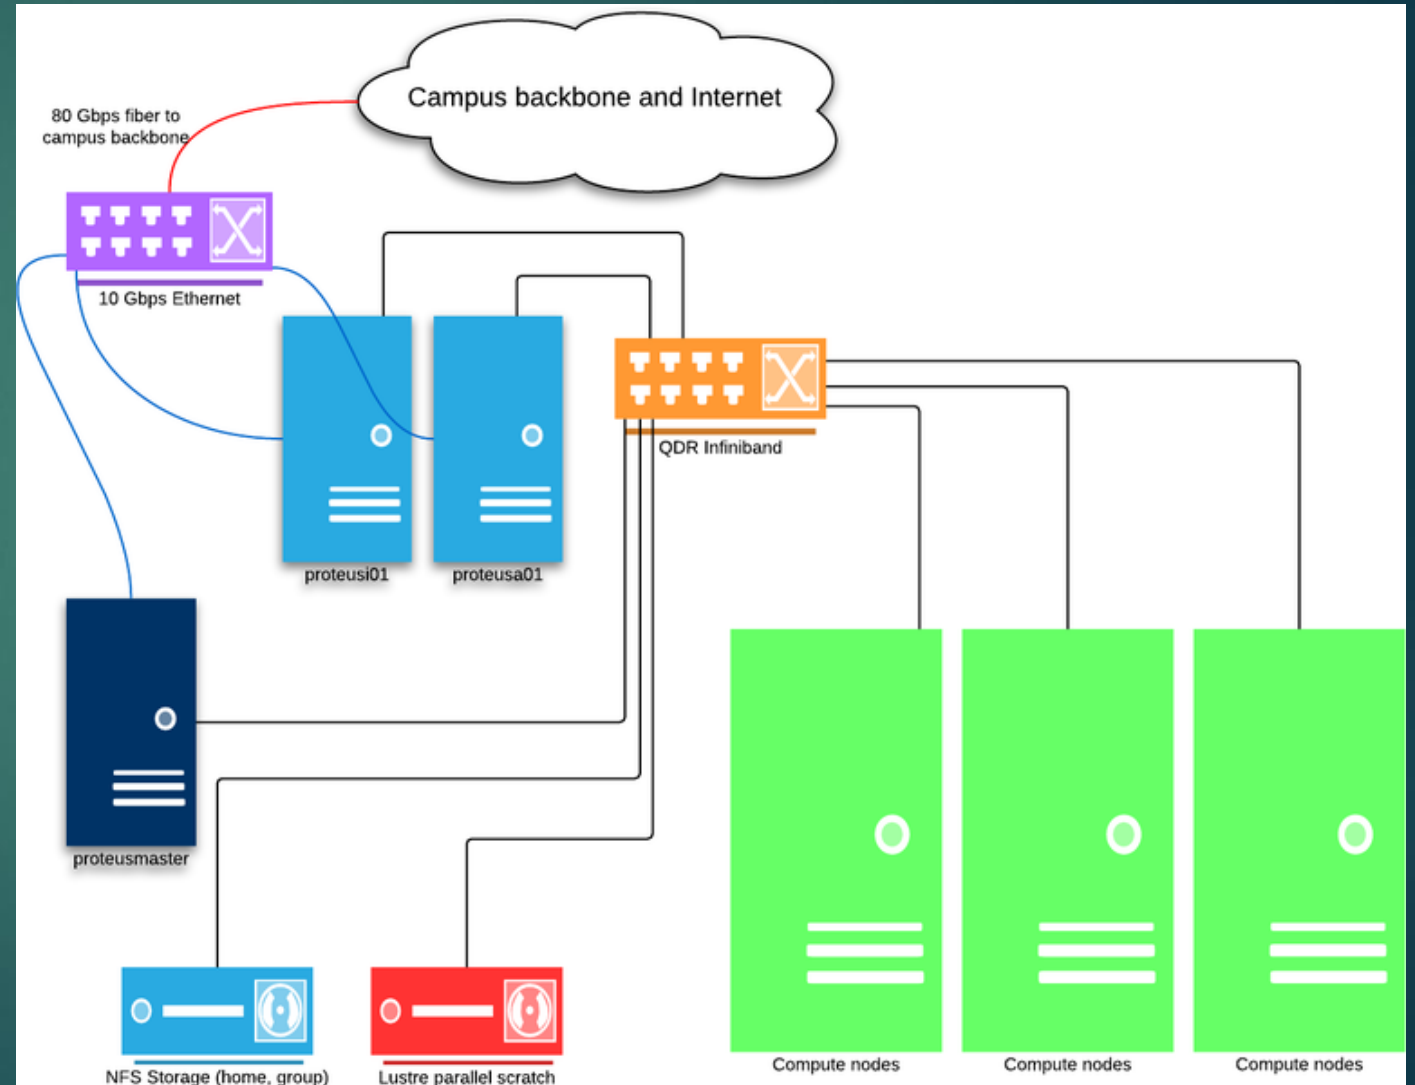 Campus backbone and Internet
80 Gbps fiber to
campus backbone
10 Gbps Ethernet
QDR Infiniband
proteusi01
proteusa01
proteusmaster
NFS Storage (home, group)
Lustre parallel scratch
Compute nodes
Compute nodes
Compute nodes